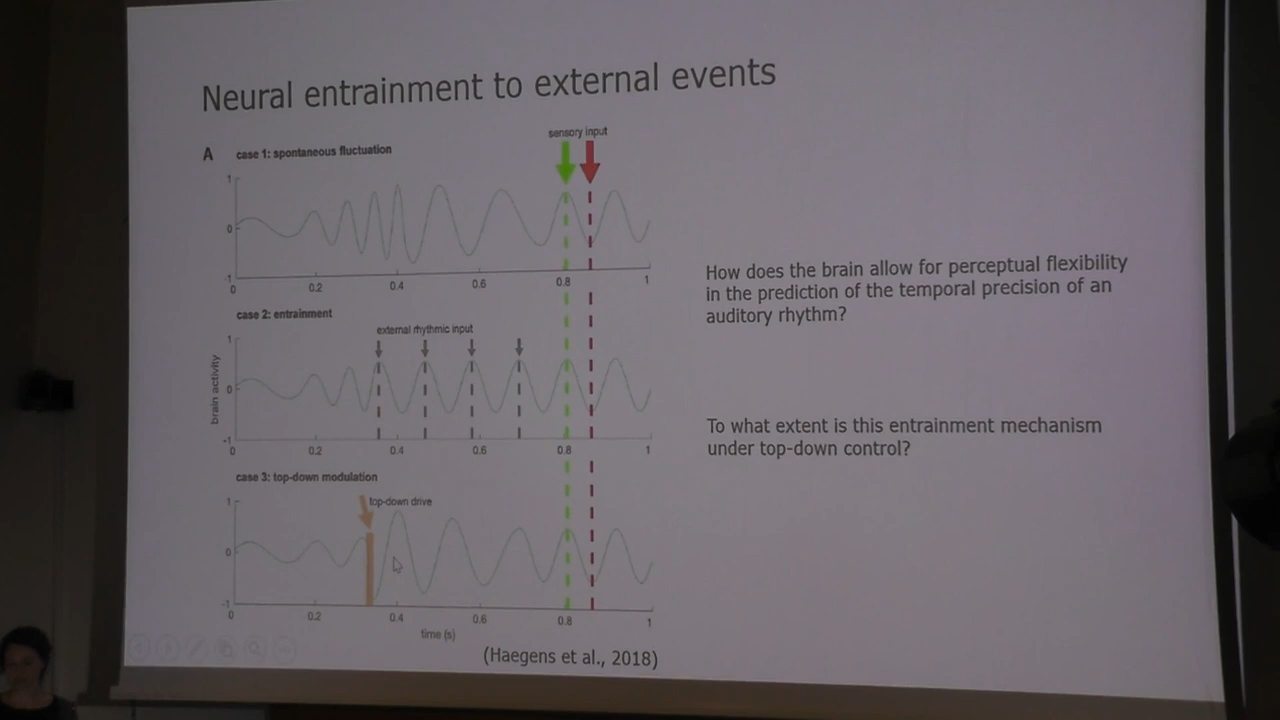 Neural entrainment to external events
sensory input
A case 1: spontaneous fluctuation
1
0
-1
0 0.2 0.4 0.6 0.8 1
case 2: entrainment
external rhythmic input
1
0
-1
brain activity
0 0.2 0.4 0.6 0.8 1
case 3: top-down modulation
top-down drive
1
0
-1
0 0.2 0.4 0.6 0.8 1
time (s)
(Haegens et al., 2018)
How does the brain allow for perceptual flexibility
in the prediction of the temporal precision of an
auditory rhythm?
To what extent is this entrainment mechanism
under top-down control?